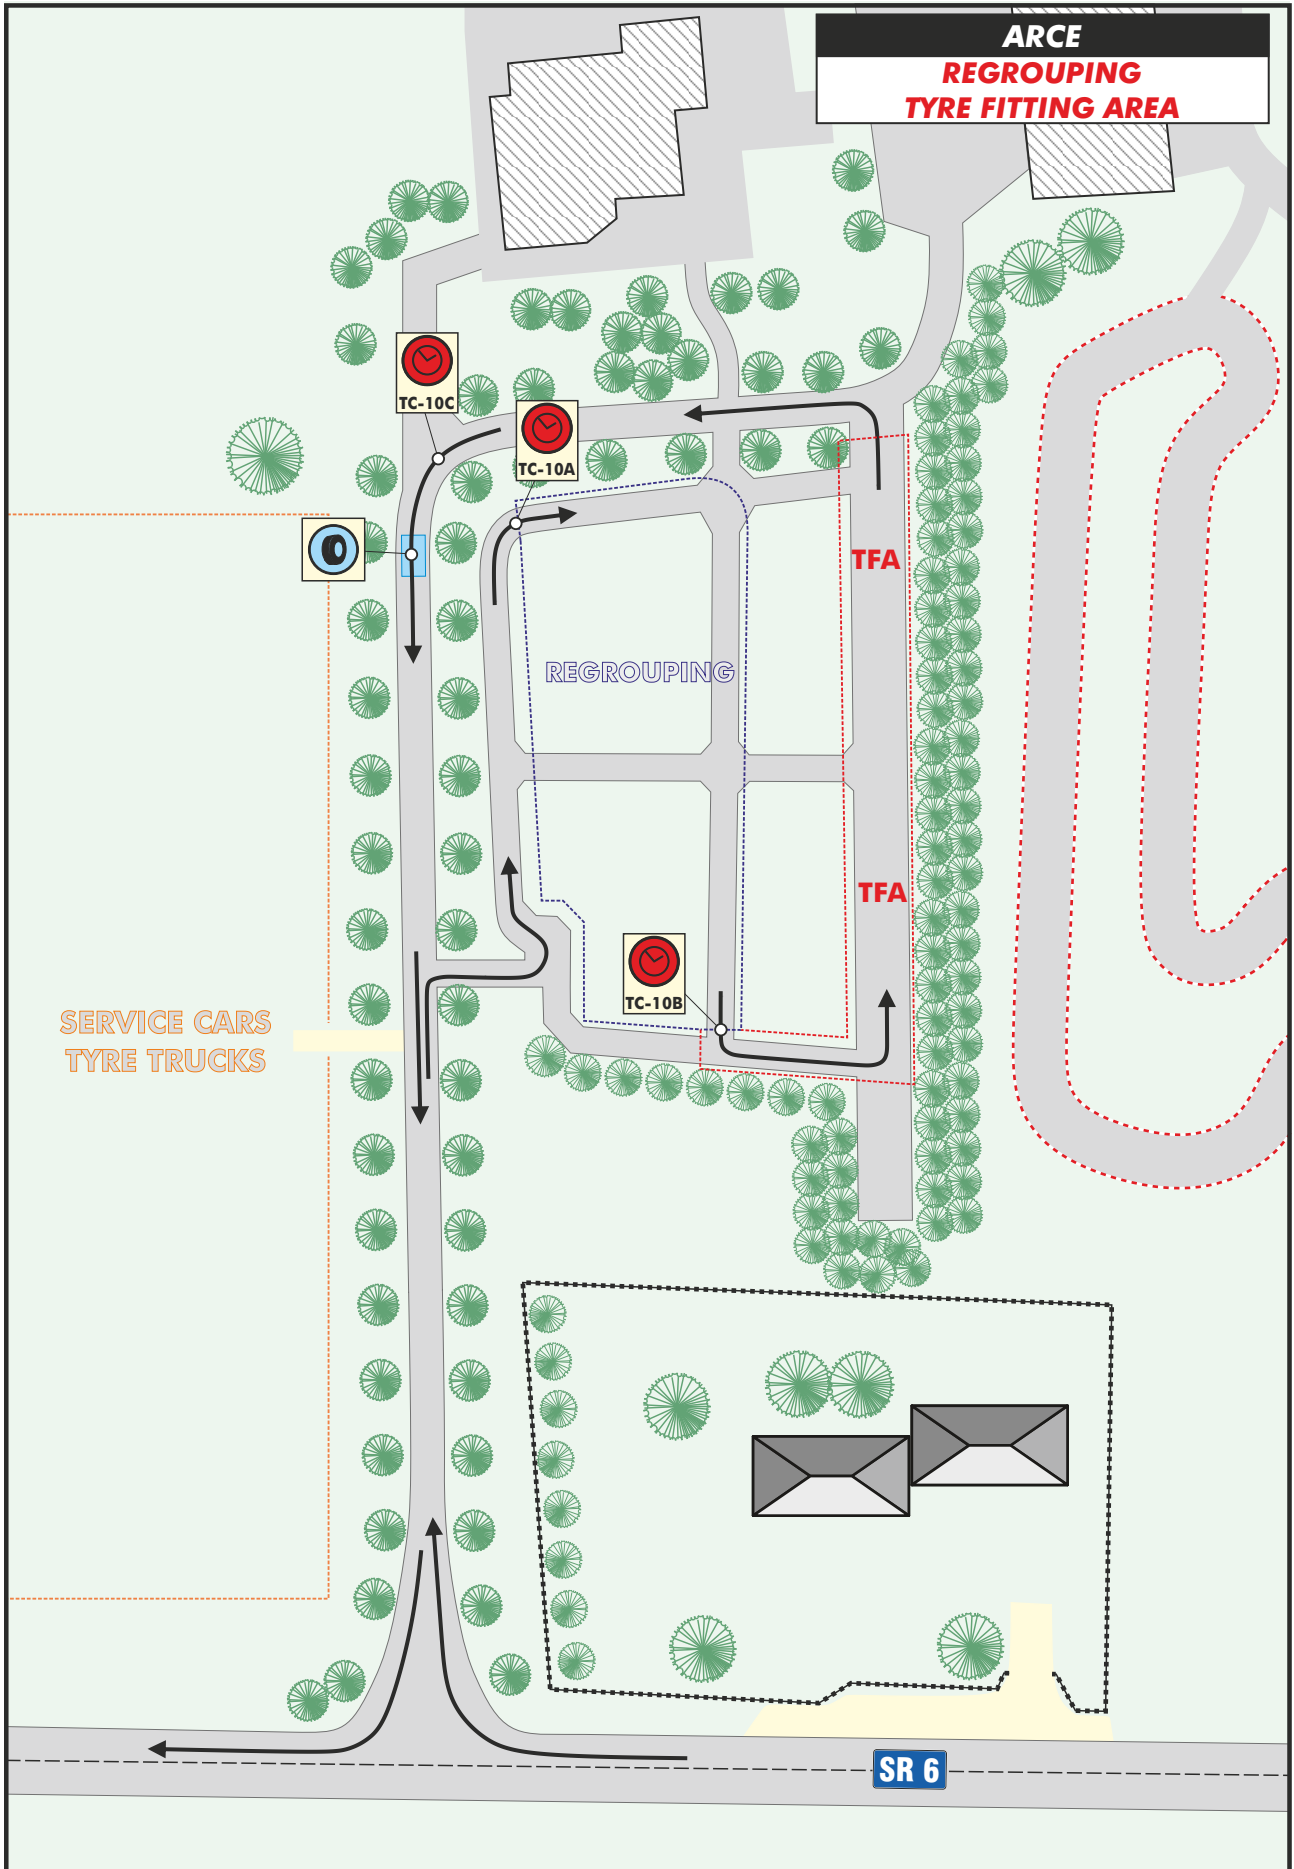 ARCE
REGROUPING
TYRE FITTING AREA
TC-10C
TC-10A
TFA
REGROUPING
TFA
TC-10B
SERVICE CARS
TYRE TRUCKS
SR 6